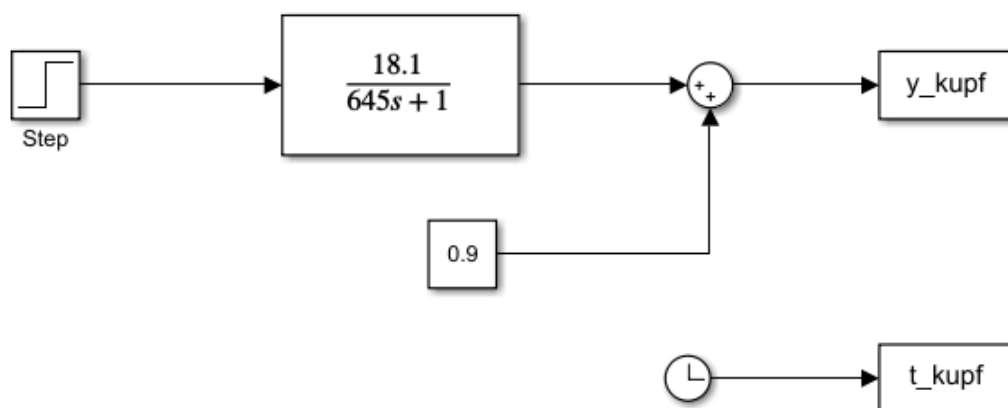 18.1
645s + 1
Step
+
+
y_kupf
0.9
t_kupf